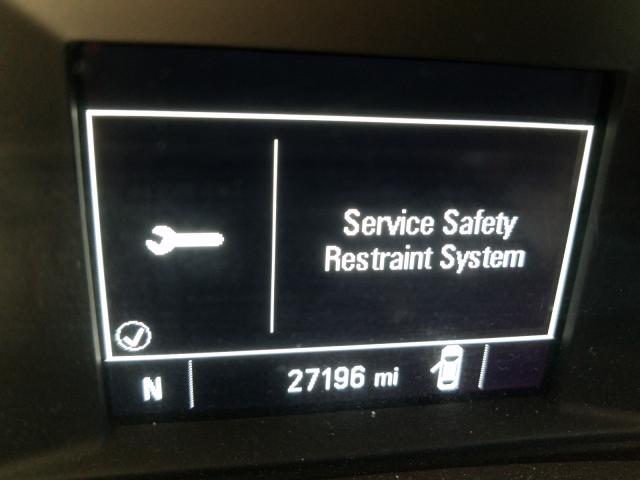 Service Safety
Restraint System
N
27196 mi